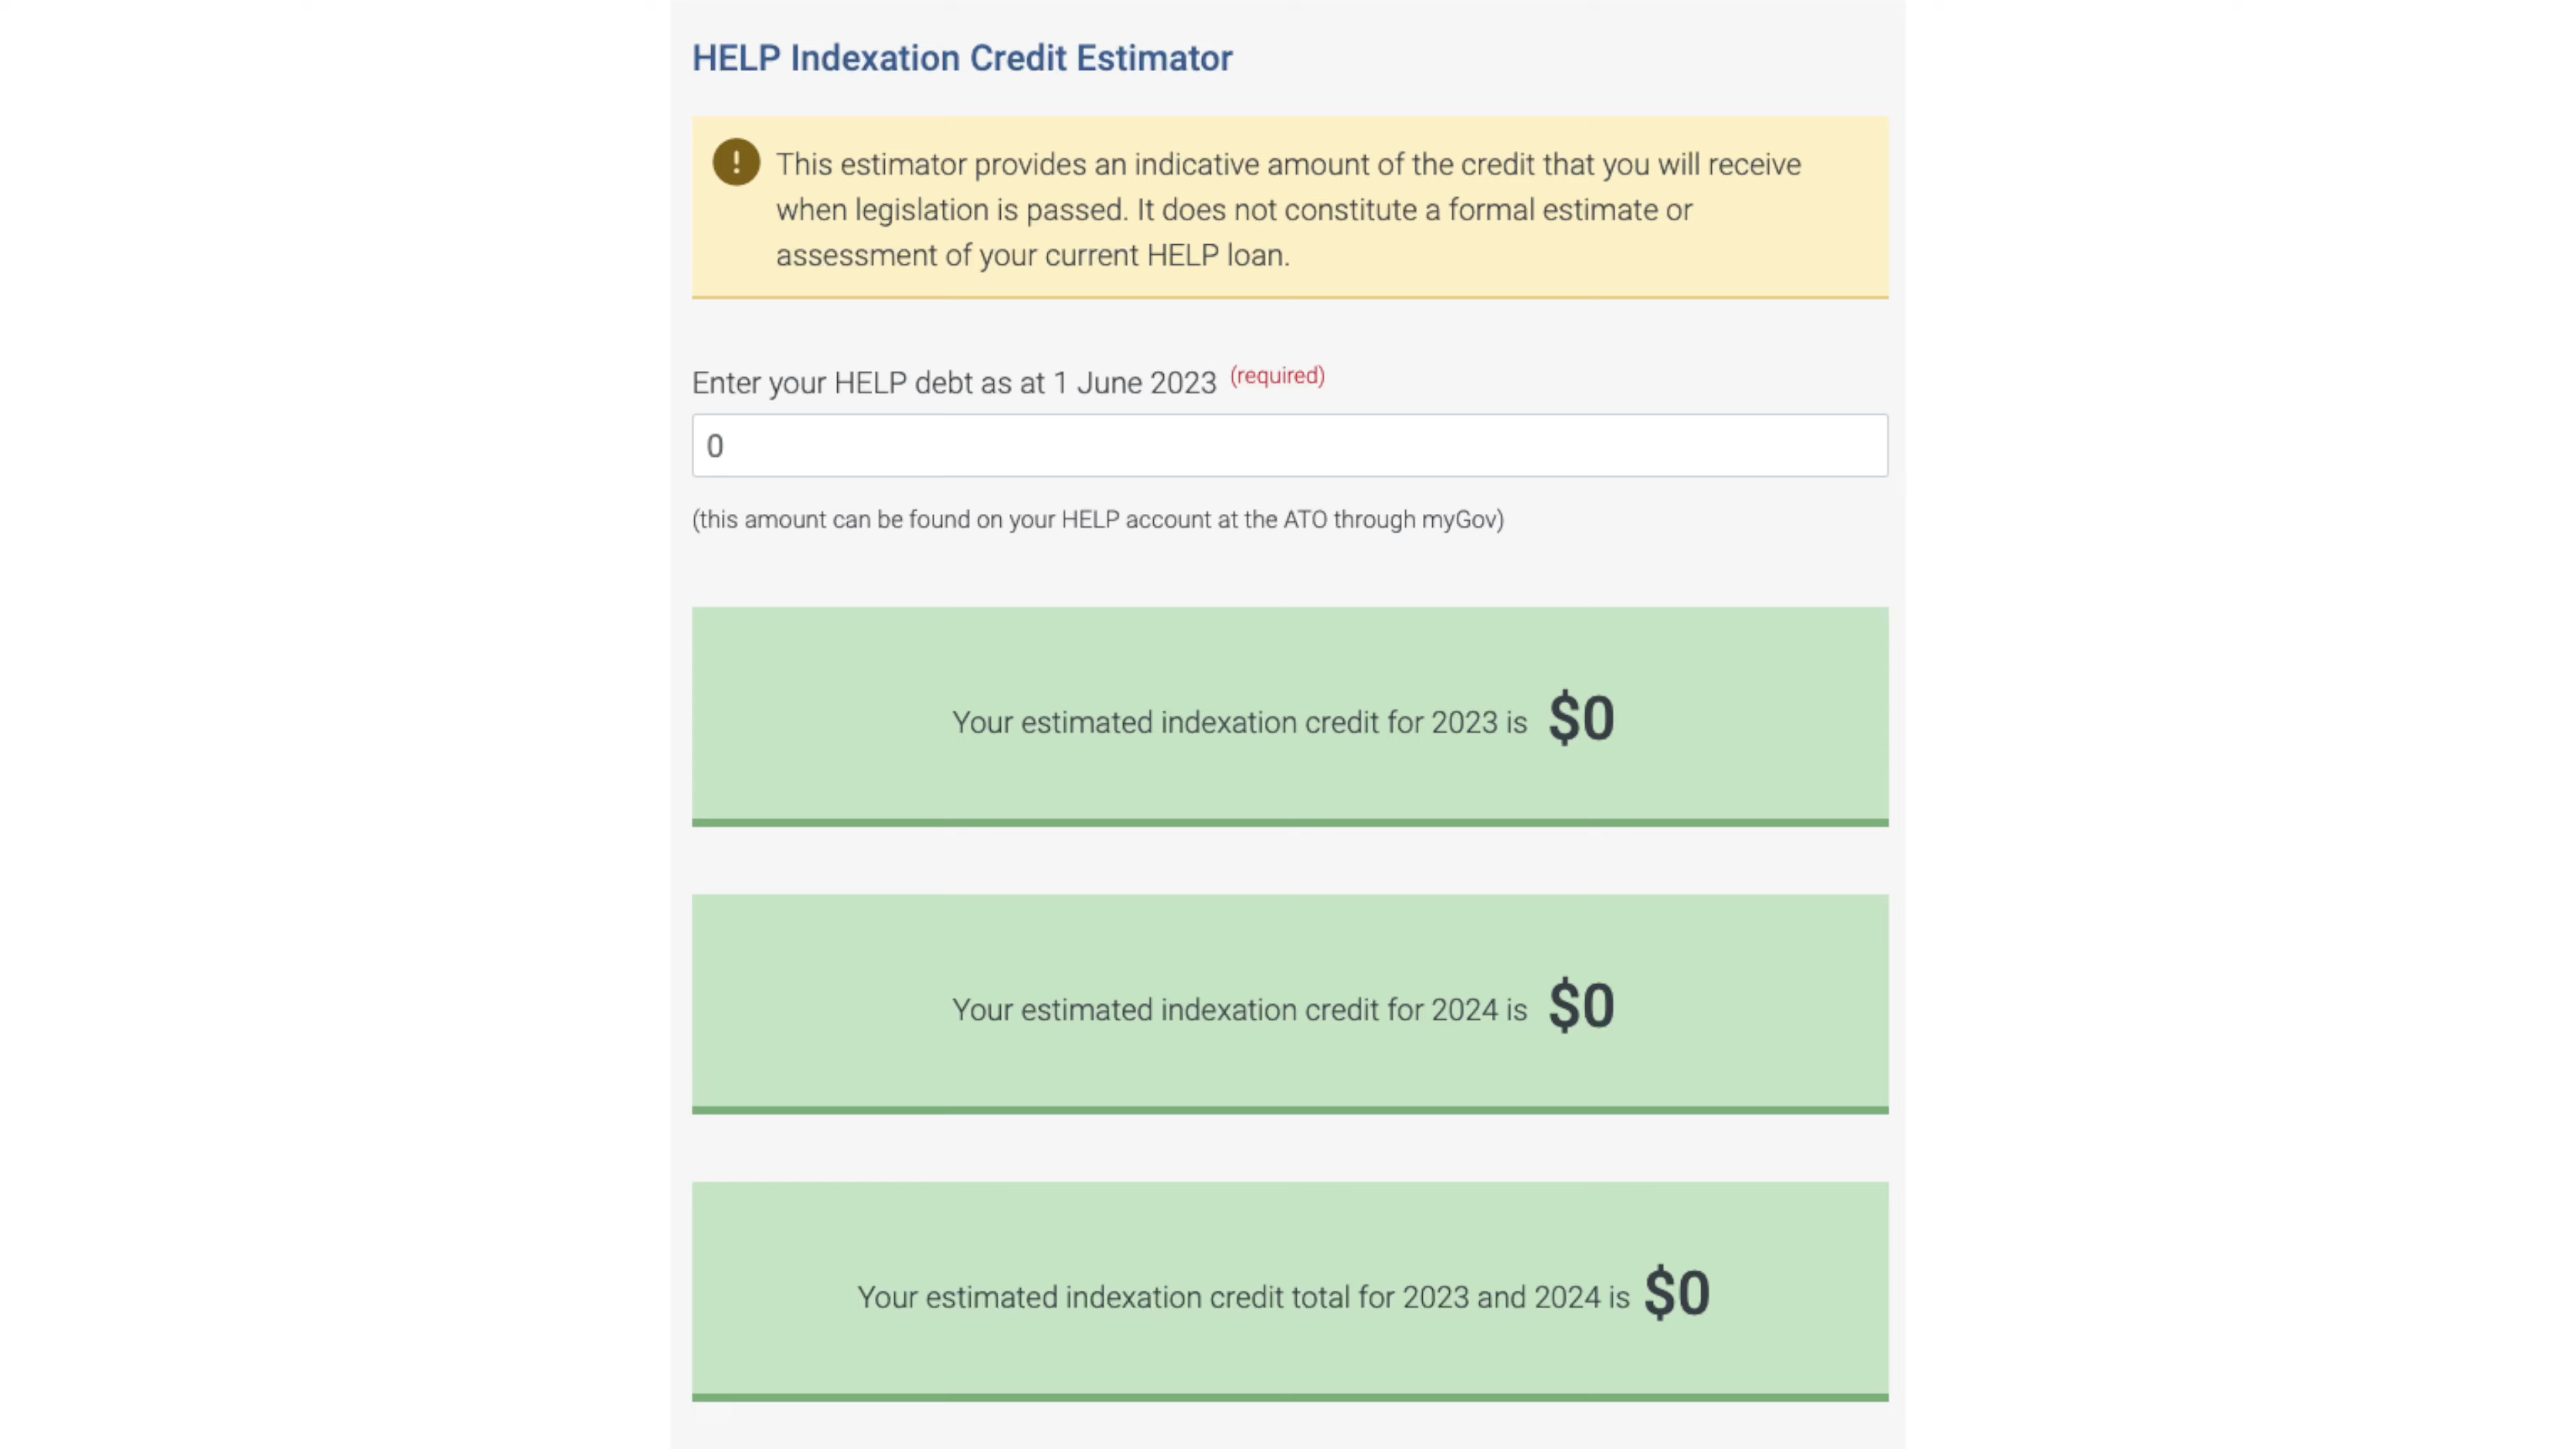 HELP Indexation Credit Estimator
! This estimator provides an indicative amount of the credit that you will receive
when legislation is passed. It does not constitute a formal estimate or
assessment of your current HELP loan.
Enter your HELP debt as at 1 June 2023 (required)
0
(this amount can be found on your HELP account at the ATO through myGov)
Your estimated indexation credit for 2023 is $0
Your estimated indexation credit for 2024 is $0
Your estimated indexation credit total for 2023 and 2024 is $0